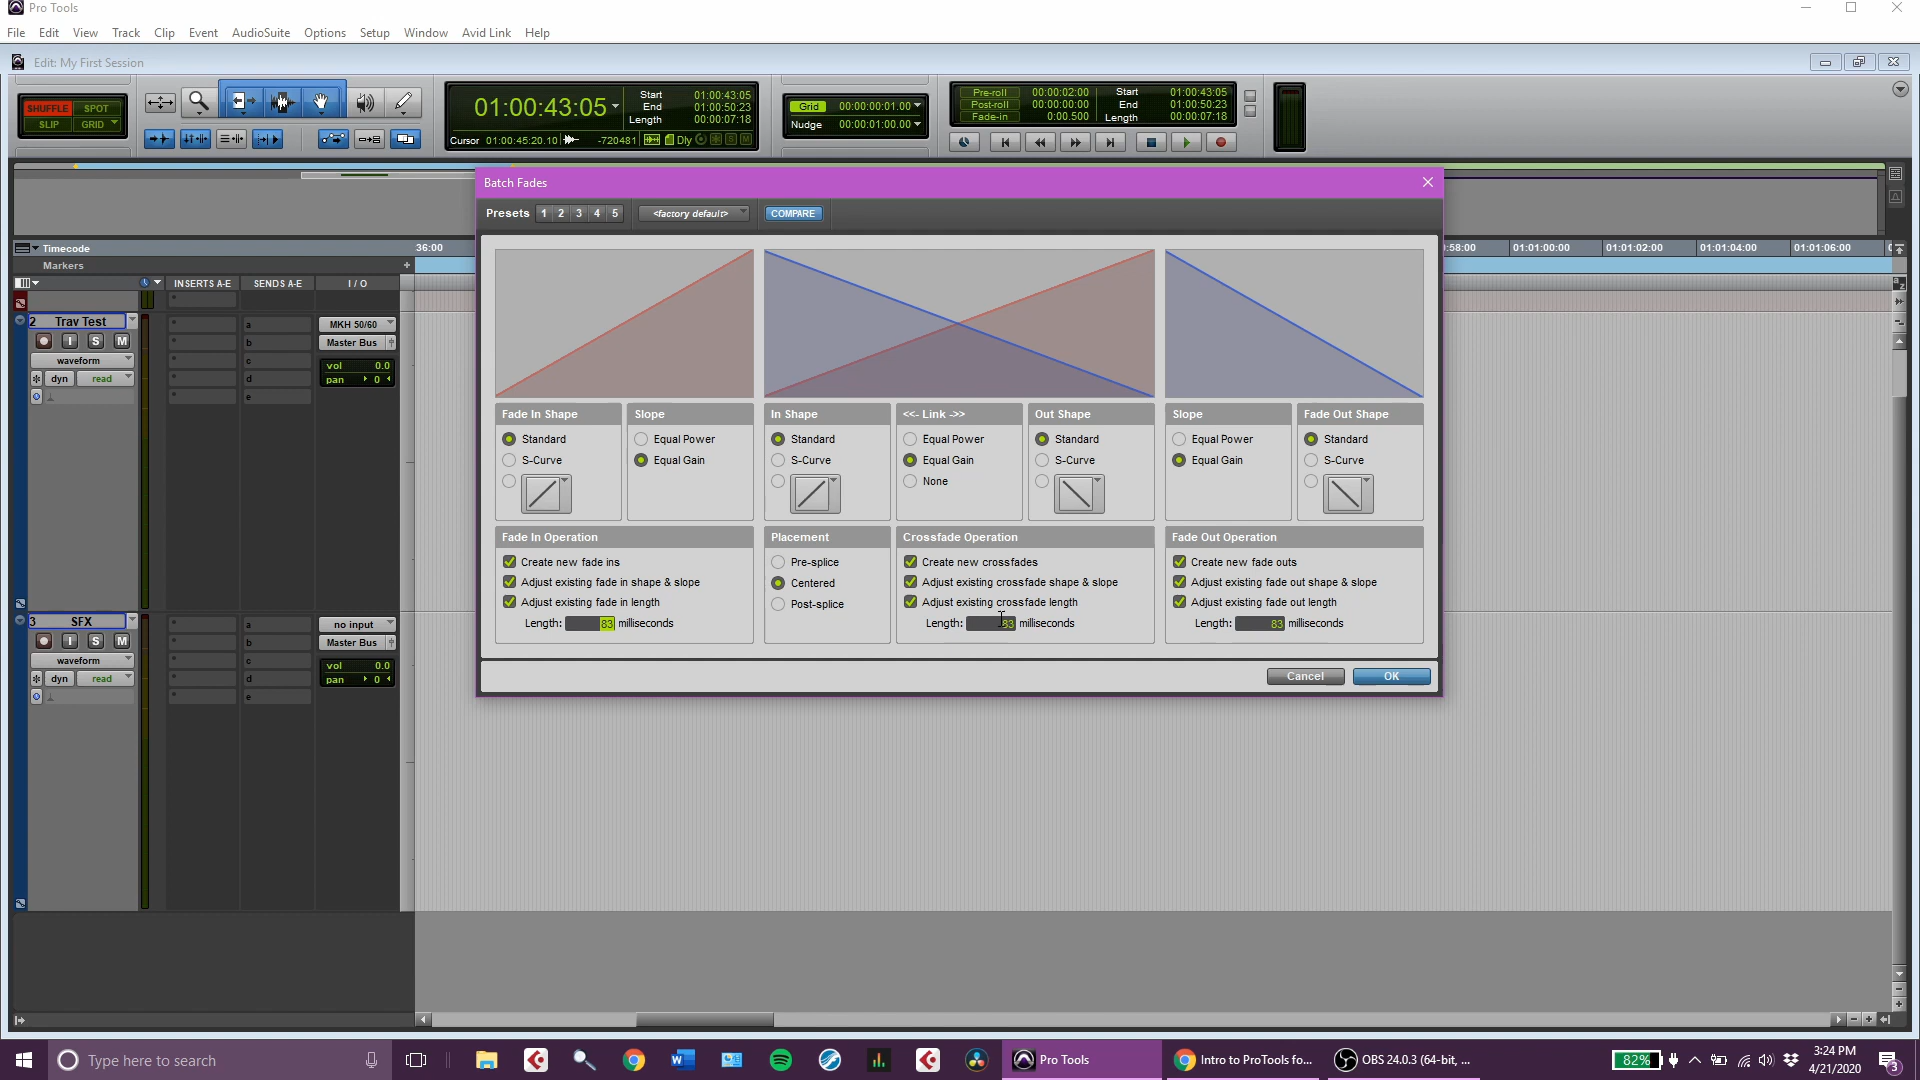 Pro Tools
File Edit View Track Clip Event AudioSuite Options Setup Window Avid Link Help
Edit: My First Session
SHUFFLE SPOT
SLIP GRID
01:00:43:05
Start 01:00:43:05
End 01:00:50:23
Length 00:00:07:18
Cursor 01:00:45:20.10 -720481 Dly
Grid 00:00:00:01.00
Nudge 00:00:01:00.00
Pre-roll 00:00:02:00
Post-roll 00:00:00:00
Fade-in 0:00.500
Start 01:00:43:05
End 01:00:50:23
Length 00:00:07:18
Batch Fades
Presets 1 2 3 4 5 <factory default> COMPARE
Timecode 36:00 :58:00 01:01:00:00 01:01:02:00 01:01:04:00 01:01:06:00
Markers
INSERTS A-E SENDS A-E I / O
2 Trav Test
I S M
waveform
dyn read
a
b
c
d
e
MKH 50/60
Master Bus
vol 0.0
pan 0
3 SFX
I S M
waveform
dyn read
a
b
c
d
e
no input
Master Bus
vol 0.0
pan 0
Fade In Shape
Standard
S-Curve
Slope
Equal Power
Equal Gain
In Shape
Standard
S-Curve
<<- Link ->>
Equal Power
Equal Gain
None
Out Shape
Standard
S-Curve
Slope
Equal Power
Equal Gain
Fade Out Shape
Standard
S-Curve
Fade In Operation
Create new fade ins
Adjust existing fade in shape & slope
Adjust existing fade in length
Length: 83 milliseconds
Placement
Pre-splice
Centered
Post-splice
Crossfade Operation
Create new crossfades
Adjust existing crossfade shape & slope
Adjust existing crossfade length
Length: 83 milliseconds
Fade Out Operation
Create new fade outs
Adjust existing fade out shape & slope
Adjust existing fade out length
Length: 83 milliseconds
Cancel OK
Type here to search
Pro Tools
Intro to ProTools fo...
OBS 24.0.3 (64-bit, ...
82%
3:24 PM
4/21/2020
3